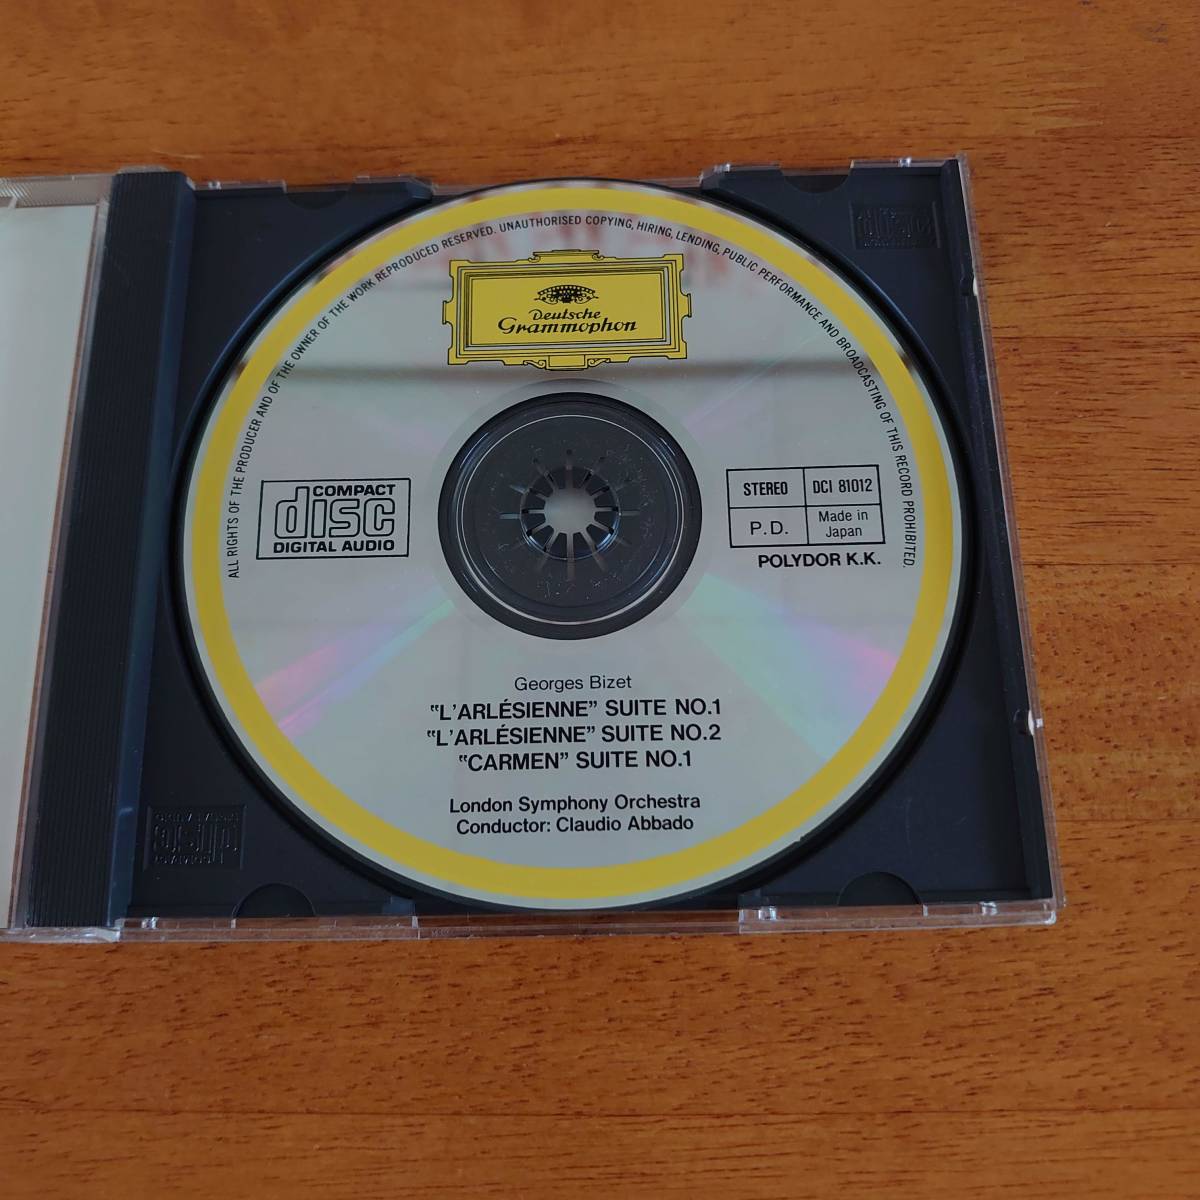 ALL RIGHTS OF THE PRODUCER AND OF THE OWNER OF THE WORK REPRODUCED RESERVED. UNAUTHORISED COPYING, HIRING, LENDING, PUBLIC PERFORMANCE AND BROADCASTING OF THIS RECORD PROHIBITED.
Deutsche
Grammophon
COMPACT
disc
DIGITAL AUDIO
STEREO
DCI 81012
P.D.
Made in
Japan
POLYDOR K.K.
Georges Bizet
"L'ARLÉSIENNE" SUITE NO.1
"L'ARLÉSIENNE" SUITE NO.2
"CARMEN" SUITE NO.1
London Symphony Orchestra
Conductor: Claudio Abbado